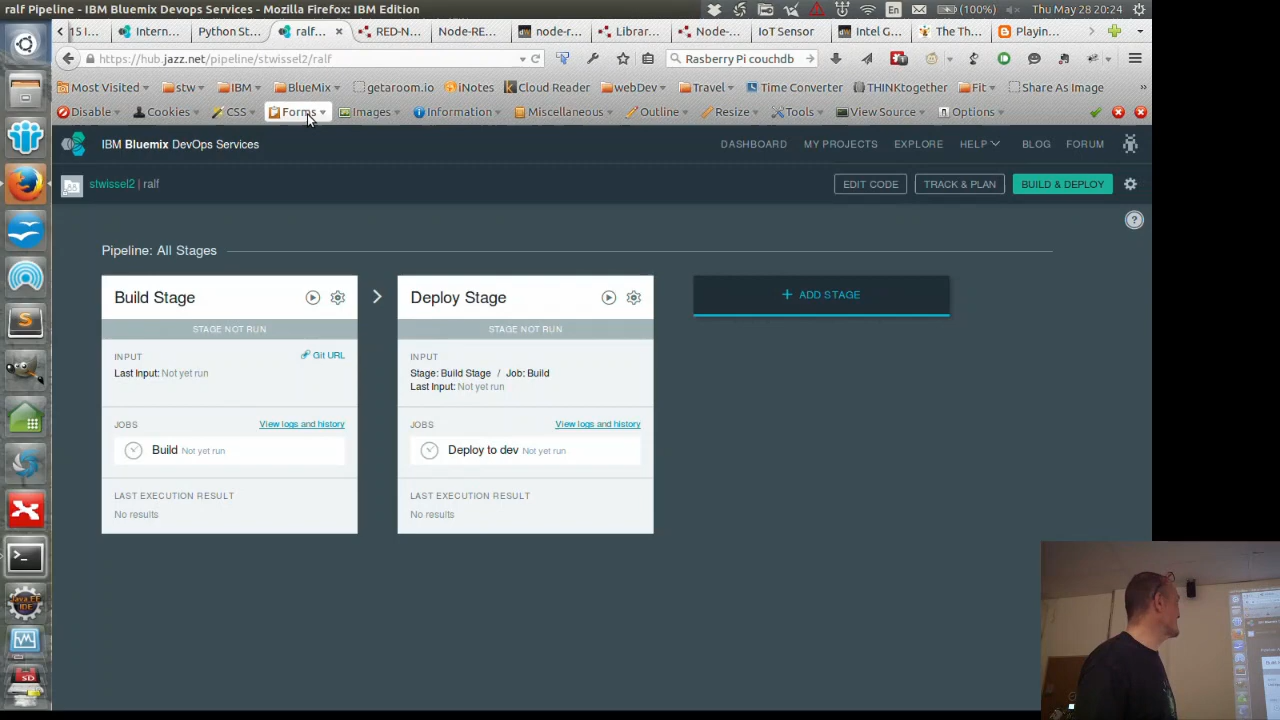 ralf Pipeline - IBM Bluemix Devops Services - Mozilla Firefox: IBM Edition
En
(100%)
Thu May 28 20:24
15 I...
Intern...
Python St...
ralf...
RED-N...
Node-RE...
node-r...
Librar...
Node-...
IoT Sensor
Intel G...
The Th...
Playin...
https://hub.jazz.net/pipeline/stwissel2/ralf
Rasberry Pi couchdb
Most Visited
stw
IBM
BlueMix
getaroom.io
iNotes
Cloud Reader
webDev
Travel
Time Converter
THINKtogether
Fit
Share As Image
Disable
Cookies
CSS
Forms
Images
Information
Miscellaneous
Outline
Resize
Tools
View Source
Options
IBM Bluemix DevOps Services
DASHBOARD
MY PROJECTS
EXPLORE
HELP
BLOG
FORUM
stwissel2 | ralf
EDIT CODE
TRACK & PLAN
BUILD & DEPLOY
?
Pipeline: All Stages
Build Stage
STAGE NOT RUN
INPUT
Git URL
Last Input: Not yet run
JOBS
View logs and history
Build Not yet run
LAST EXECUTION RESULT
No results
Deploy Stage
STAGE NOT RUN
INPUT
Stage: Build Stage / Job: Build
Last Input: Not yet run
JOBS
View logs and history
Deploy to dev Not yet run
LAST EXECUTION RESULT
No results
+ ADD STAGE